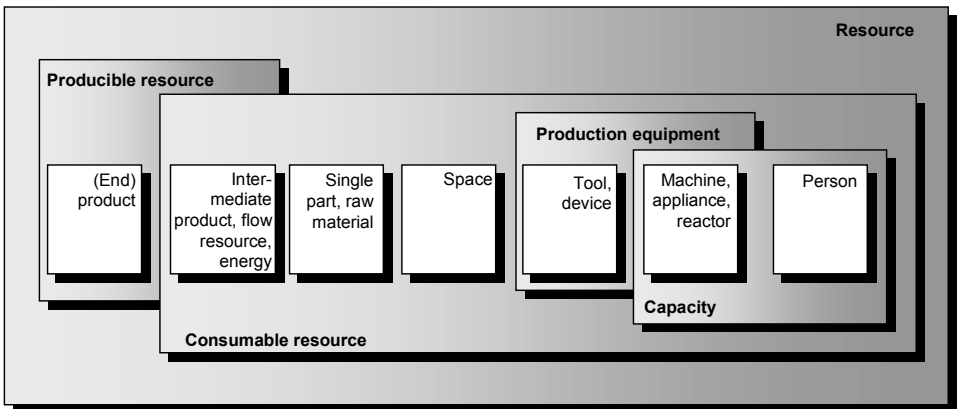 Resource
Producible resource
Production equipment
(End)
product
Inter-
mediate
product, flow
resource,
energy
Single
part, raw
material
Space
Tool,
device
Machine,
appliance,
reactor
Person
Capacity
Consumable resource